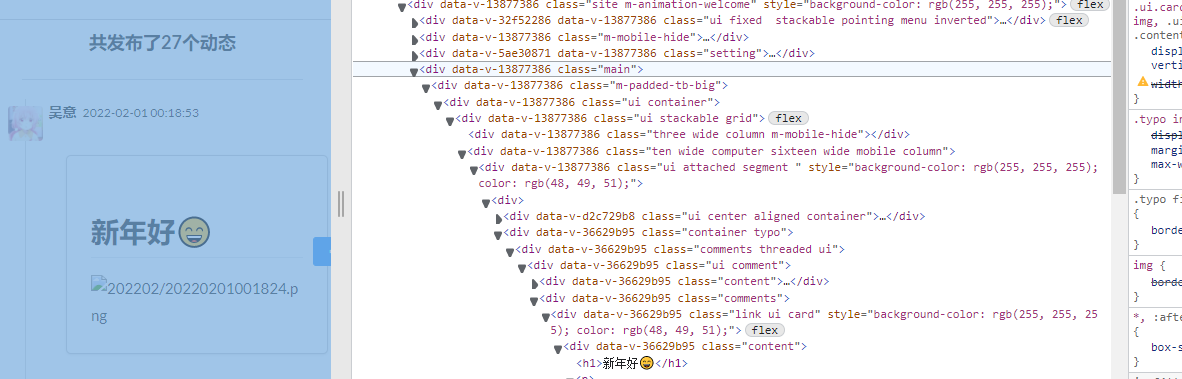 共发布了27个动态
吴意 2022-02-01 00:18:53
新年好😄
202202/20220201001824.p
ng
<div data-v-13877386 class="site m-animation-welcome" style="background-color: rgb(255, 255, 255);"> flex
<div data-v-32f52286 data-v-13877386 class="ui fixed  stackable pointing menu inverted">…</div> flex
<div data-v-13877386 class="m-mobile-hide">…</div>
<div data-v-5ae30871 data-v-13877386 class="setting">…</div>
<div data-v-13877386 class="main">
<div data-v-13877386 class="m-padded-tb-big">
<div data-v-13877386 class="ui container">
<div data-v-13877386 class="ui stackable grid"> flex
<div data-v-13877386 class="three wide column m-mobile-hide"></div>
<div data-v-13877386 class="ten wide computer sixteen wide mobile column">
<div data-v-13877386 class="ui attached segment " style="background-color: rgb(255, 255, 255);
color: rgb(48, 49, 51);">
<div>
<div data-v-d2c729b8 class="ui center aligned container">…</div>
<div data-v-36629b95 class="container typo">
<div data-v-36629b95 class="comments threaded ui">
<div data-v-36629b95 class="ui comment">
<div data-v-36629b95 class="content">…</div>
<div data-v-36629b95 class="comments">
<div data-v-36629b95 class="link ui card" style="background-color: rgb(255, 255, 25
5); color: rgb(48, 49, 51);"> flex
<div data-v-36629b95 class="content">
<h1>新年好😄</h1>
.ui.car
img, .u
.conten
displ
verti
width
}
.typo in
displ
margi
max-w
}
.typo fi
{
borde
}
img {
borde
}
*, :afte
{
box-s
}